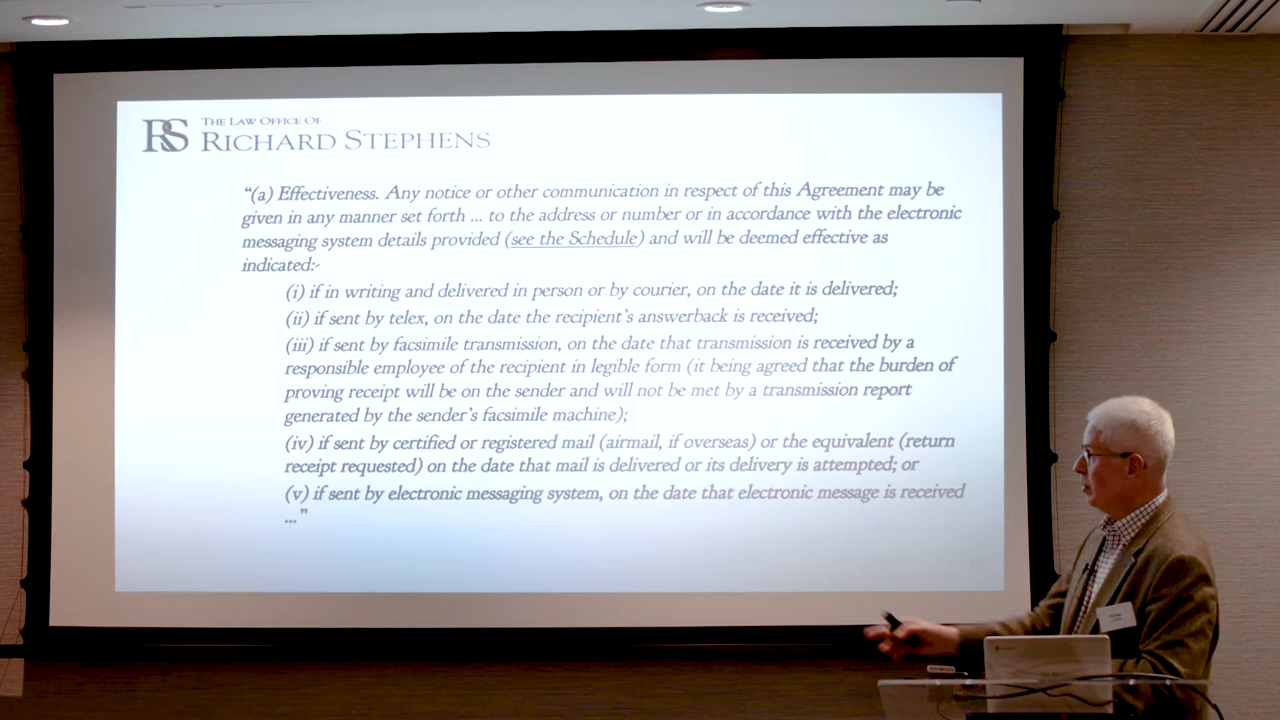 RS THE LAW OFFICE OF
RICHARD STEPHENS
“(a) Effectiveness. Any notice or other communication in respect of this Agreement may be
given in any manner set forth ... to the address or number or in accordance with the electronic
messaging system details provided (see the Schedule) and will be deemed effective as
indicated:-
(i) if in writing and delivered in person or by courier, on the date it is delivered;
(ii) if sent by telex, on the date the recipient’s answerback is received;
(iii) if sent by facsimile transmission, on the date that transmission is received by a
responsible employee of the recipient in legible form (it being agreed that the burden of
proving receipt will be on the sender and will not be met by a transmission report
generated by the sender’s facsimile machine);
(iv) if sent by certified or registered mail (airmail, if overseas) or the equivalent (return
receipt requested) on the date that mail is delivered or its delivery is attempted; or
(v) if sent by electronic messaging system, on the date that electronic message is received
...”